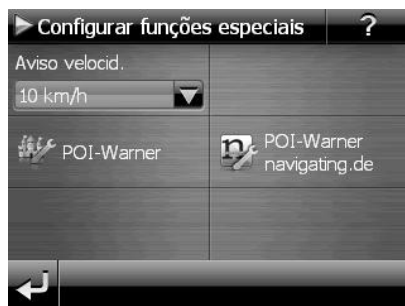 Configurar funções especiais ?
Aviso velocid.
10 km/h
POI-Warner
POI-Warner
navigating.de